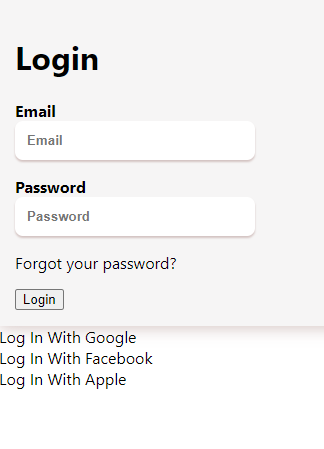 Login
Email
Email
Password
Password
Forgot your password?
Login
Log In With Google
Log In With Facebook
Log In With Apple